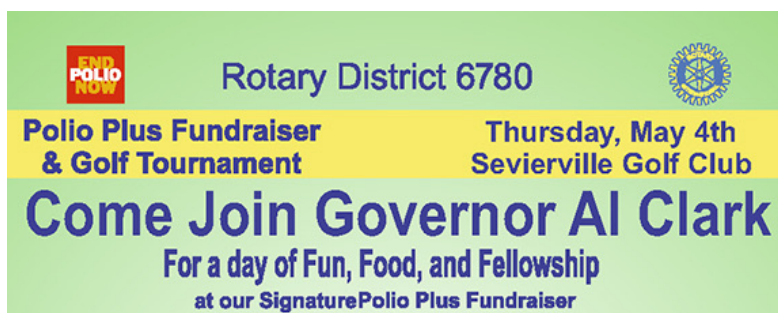 END
POLIO
NOW
Rotary District 6780
Polio Plus Fundraiser
& Golf Tournament
Thursday, May 4th
Sevierville Golf Club
Come Join Governor Al Clark
For a day of Fun, Food, and Fellowship
at our SignaturePolio Plus Fundraiser